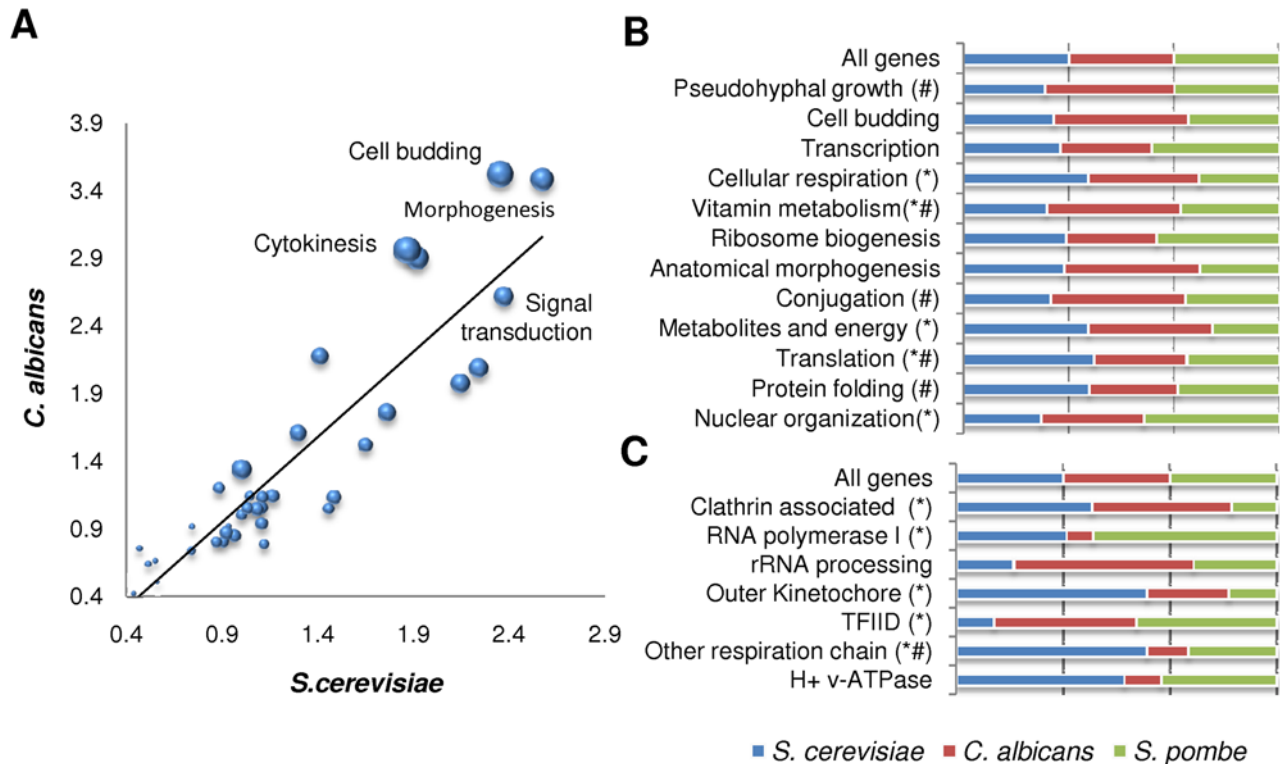 A
3.9
3.4
2.9
2.4
1.9
1.4
0.9
0.4
C. albicans
Cell budding
Morphogenesis
Cytokinesis
Signal
transduction
0.4 0.9 1.4 1.9 2.4 2.9
S.cerevisiae
B
All genes
Pseudohyphal growth (#)
Cell budding
Transcription
Cellular respiration (*)
Vitamin metabolism(*#)
Ribosome biogenesis
Anatomical morphogenesis
Conjugation (#)
Metabolites and energy (*)
Translation (*#)
Protein folding (#)
Nuclear organization(*)
C
All genes
Clathrin associated (*)
RNA polymerase I (*)
rRNA processing
Outer Kinetochore (*)
TFIID (*)
Other respiration chain (*#)
H+ v-ATPase
S. cerevisiae C. albicans S. pombe